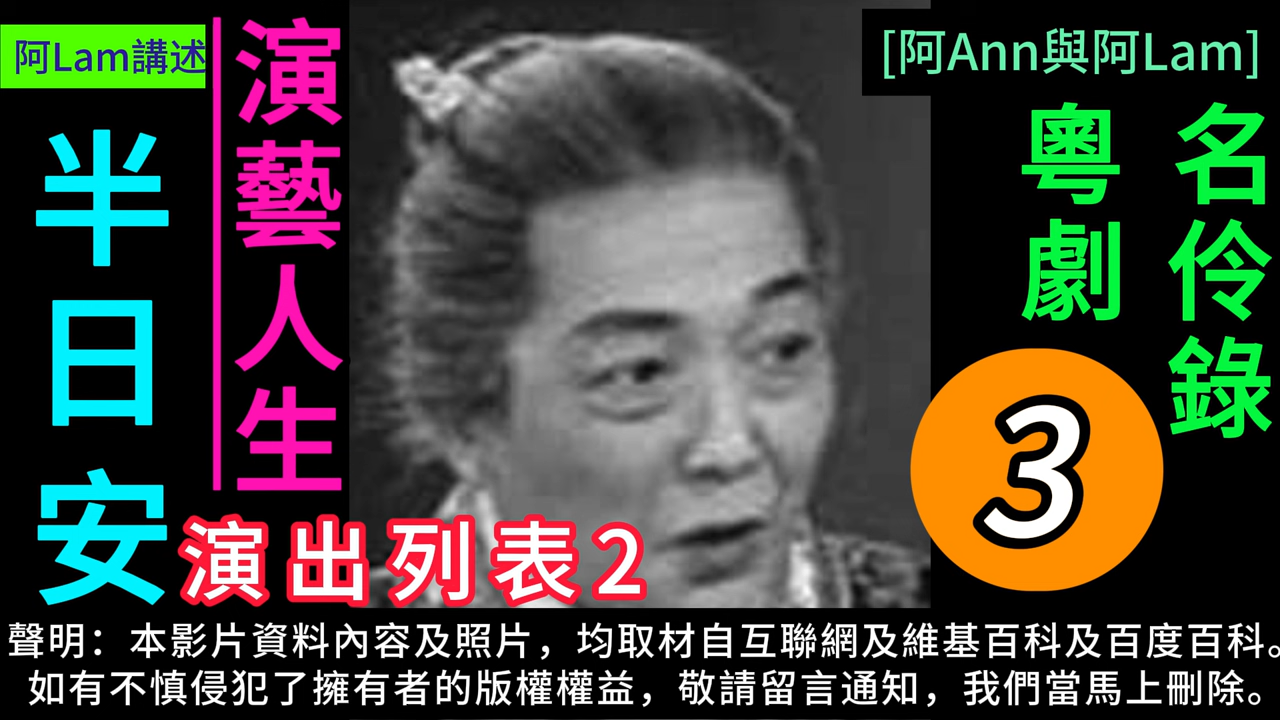 阿Lam講述
半日安
演藝人生
[阿Ann與阿Lam]
粵劇
名伶錄
3
演出列表2
聲明：本影片資料內容及照片，均取材自互聯網及維基百科及百度百科。
如有不慎侵犯了擁有者的版權權益，敬請留言通知，我們當馬上刪除。